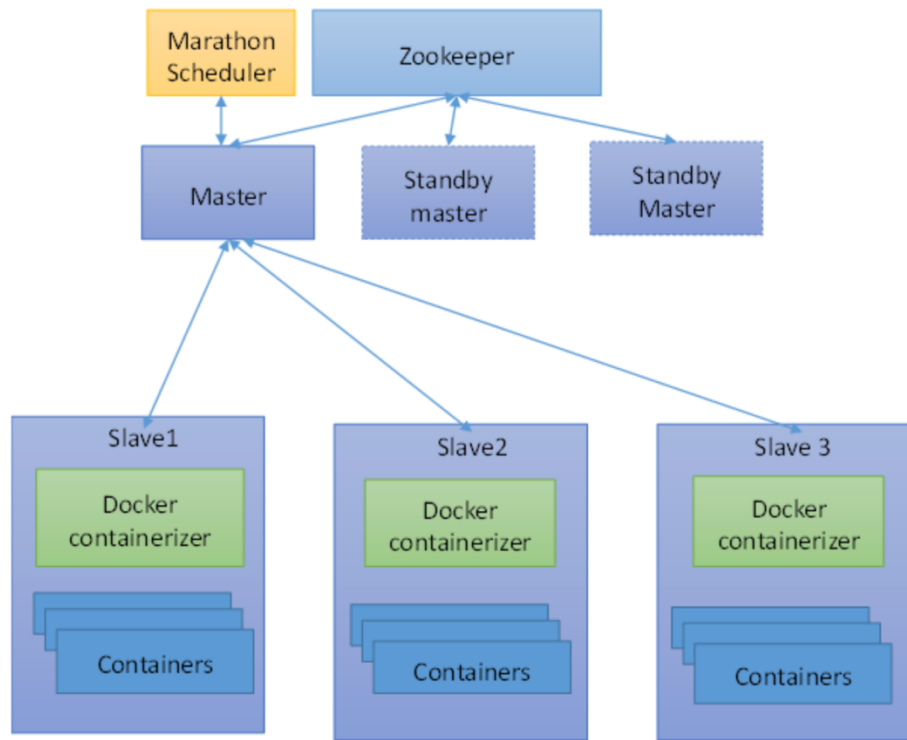 Marathon
Scheduler
Zookeeper
Master
Standby
master
Standby
Master
Slave1
Docker
containerizer
Containers
Slave2
Docker
containerizer
Containers
Slave 3
Docker
containerizer
Containers